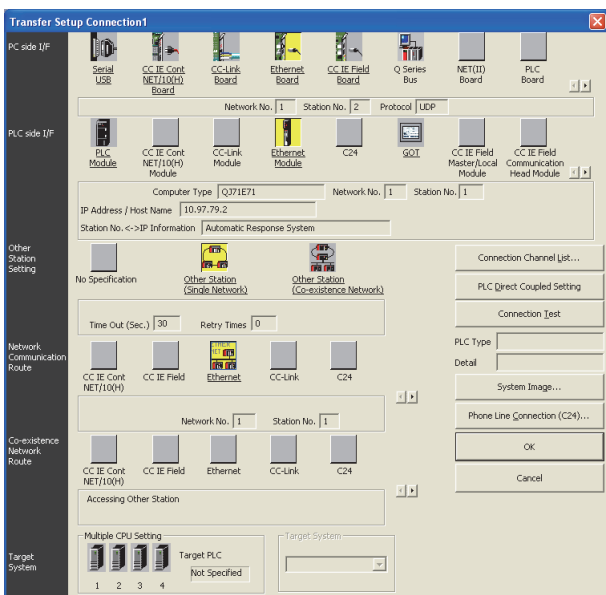 Transfer Setup Connection1
PC side I/F
Serial
USB
CC IE Cont
NET/10(H)
Board
CC-Link
Board
Ethernet
Board
CC IE Field
Board
Q Series
Bus
NET(II)
Board
PLC
Board
Network No. 1 Station No. 2 Protocol UDP
PLC side I/F
PLC
Module
CC IE Cont
NET/10(H)
Module
CC-Link
Module
Ethernet
Module
C24
GOT
CC IE Field
Master/Local
Module
CC IE Field
Communication
Head Module
Computer Type QJ71E71 Network No. 1 Station No. 1
IP Address / Host Name 10.97.79.2
Station No.<->IP Information Automatic Response System
Other
Station
Setting
No Specification
Other Station
(Single Network)
Other Station
(Co-existence Network)
Time Out (Sec.) 30 Retry Times 0
Connection Channel List...
PLC Direct Coupled Setting
Connection Test
PLC Type
Detail
System Image...
Phone Line Connection (C24)...
OK
Cancel
Network
Communication
Route
CC IE Cont
NET/10(H)
CC IE Field
Ethernet
CC-Link
C24
Network No. 1 Station No. 1
Co-existence
Network
Route
CC IE Cont
NET/10(H)
CC IE Field
Ethernet
CC-Link
C24
Accessing Other Station
Target
System
Multiple CPU Setting
1 2 3 4
Target PLC
Not Specified
Target System